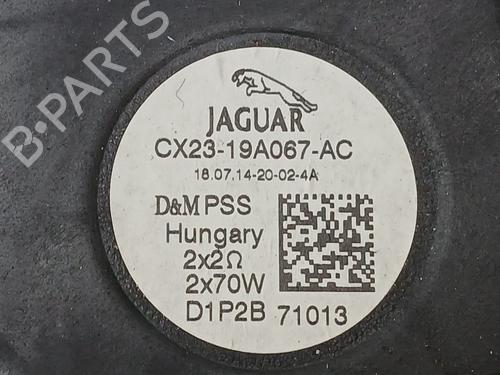 B-PARTS
JAGUAR
CX23-19A067-AC
18.07.14-20-02-4A
D&M PSS
Hungary
2x2Ω
2x70W
D1P2B 71013